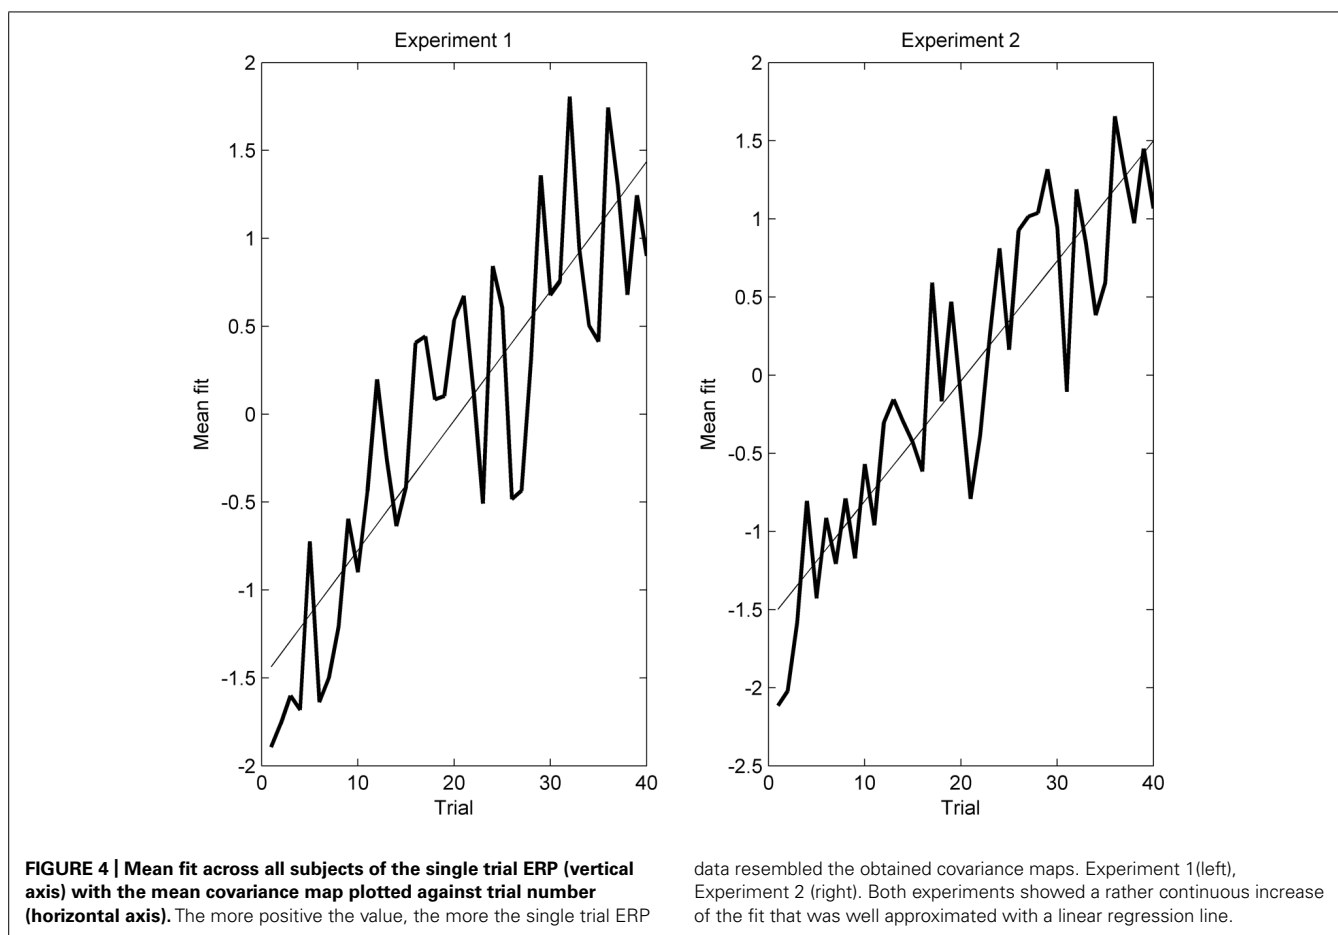 Experiment 1
2
1.5
1
0.5
0
-0.5
-1
-1.5
-2
Mean fit
0 10 20 30 40
Trial
Experiment 2
2
1.5
1
0.5
0
-0.5
-1
-1.5
-2
-2.5
Mean fit
0 10 20 30 40
Trial
FIGURE 4 | Mean fit across all subjects of the single trial ERP (vertical
axis) with the mean covariance map plotted against trial number
(horizontal axis). The more positive the value, the more the single trial ERP
data resembled the obtained covariance maps. Experiment 1(left),
Experiment 2 (right). Both experiments showed a rather continuous increase
of the fit that was well approximated with a linear regression line.